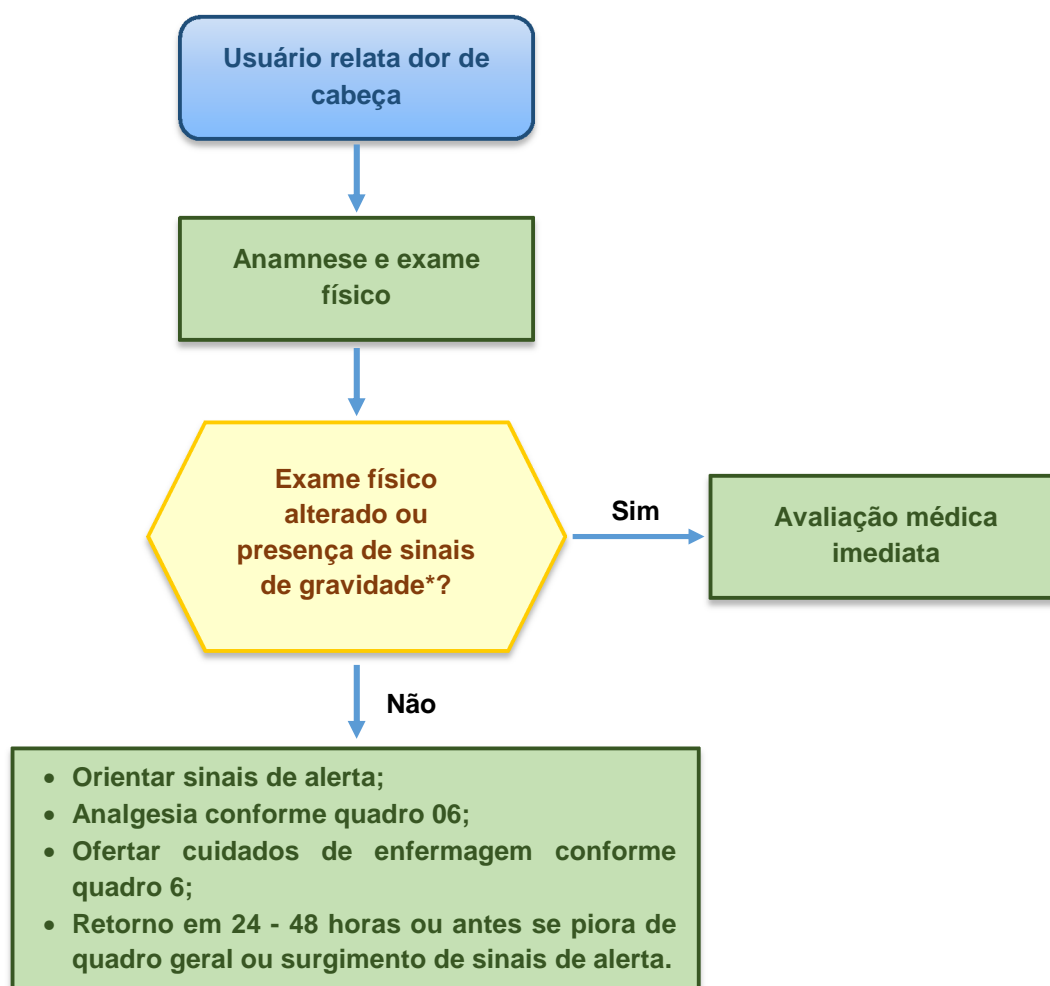 Usuário relata dor de
cabeça
Anamnese e exame
físico
Exame físico
alterado ou
presença de sinais
de gravidade*?
Sim
Avaliação médica
imediata
Não
• Orientar sinais de alerta;
• Analgesia conforme quadro 06;
• Ofertar cuidados de enfermagem conforme
quadro 6;
• Retorno em 24 - 48 horas ou antes se piora de
quadro geral ou surgimento de sinais de alerta.